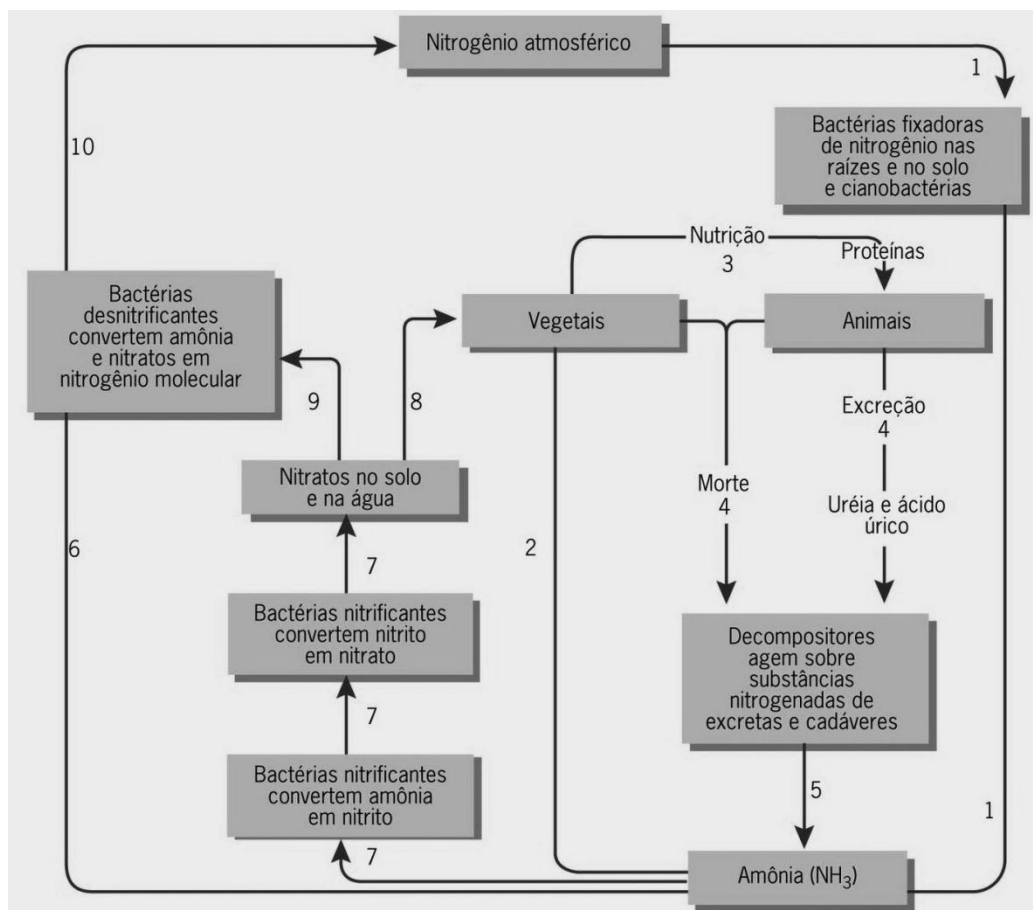 Nitrogênio atmosférico
1
10
Bactérias fixadoras
de nitrogênio nas
raízes e no solo
e cianobactérias
Nutrição
3
Proteínas
Bactérias
desnitrificantes
convertem amônia
e nitratos em
nitrogênio molecular
Vegetais
Animais
9
8
Excreção
4
Nitratos no solo
e na água
Morte
4
Uréia e ácido
úrico
6
2
7
Bactérias nitrificantes
convertem nitrito
em nitrato
Decompositores
agem sobre
substâncias
nitrogenadas de
excretas e cadáveres
7
Bactérias nitrificantes
convertem amônia
em nitrito
5
1
7
Amônia (NH₃)